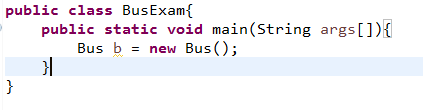 public class BusExam{
    public static void main(String args[]){
        Bus b = new Bus();
    }
}